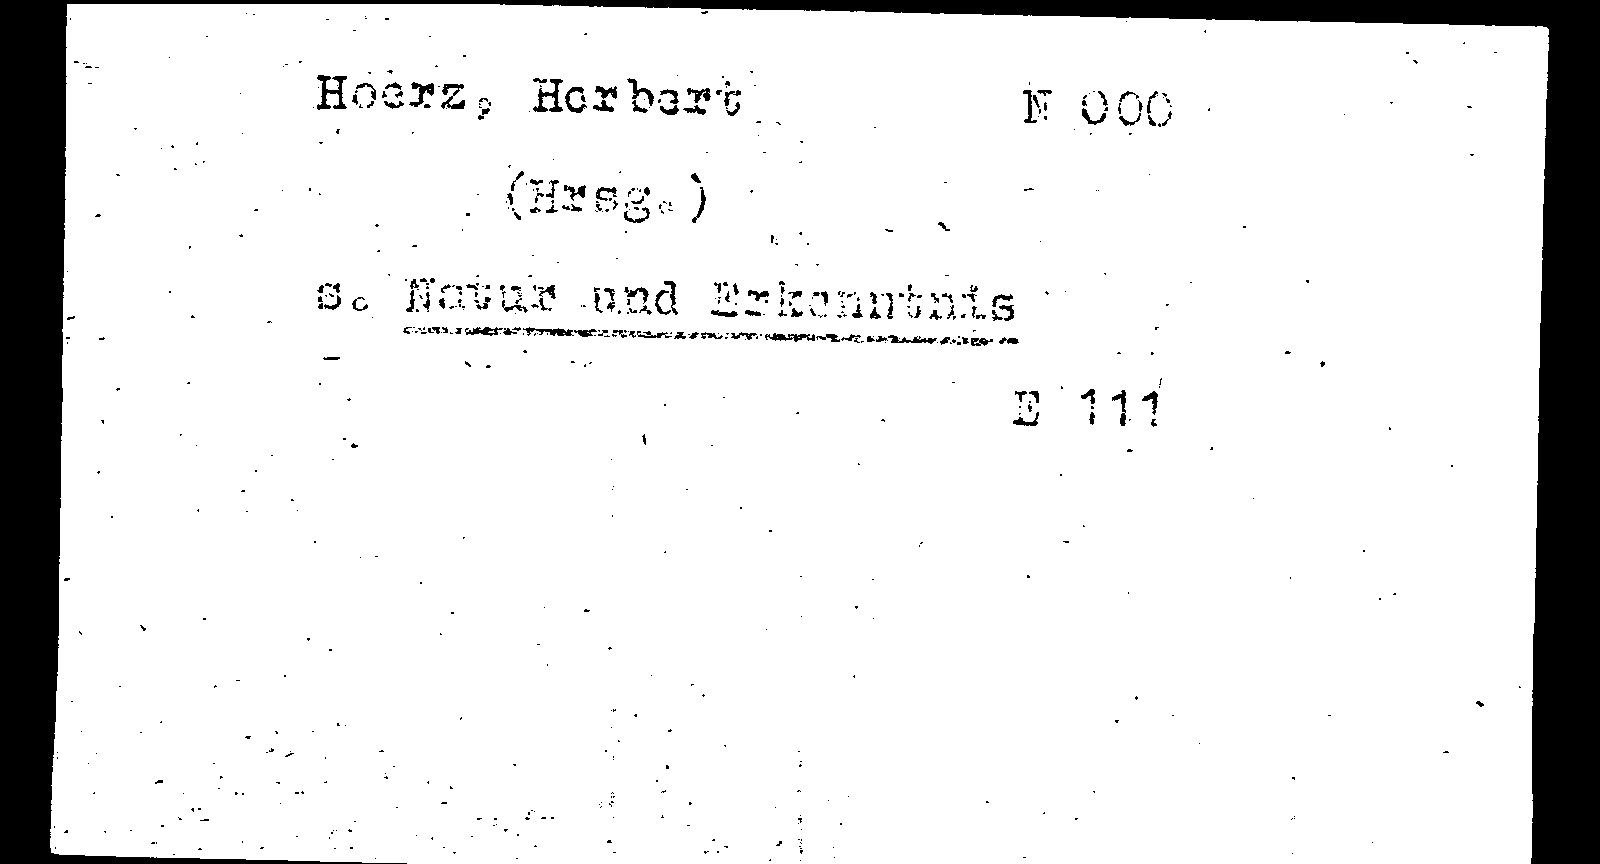 Hoerz, Herbert N 000
(Hrsg.)
s. Natur und Erkenntnis
E 111